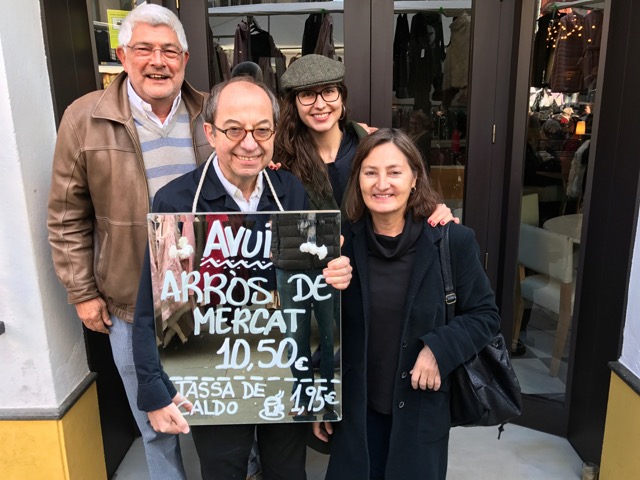 AVUI
ARRÒS DE
MERCAT
10,50€
TASSA DE
CALDO 1,95€